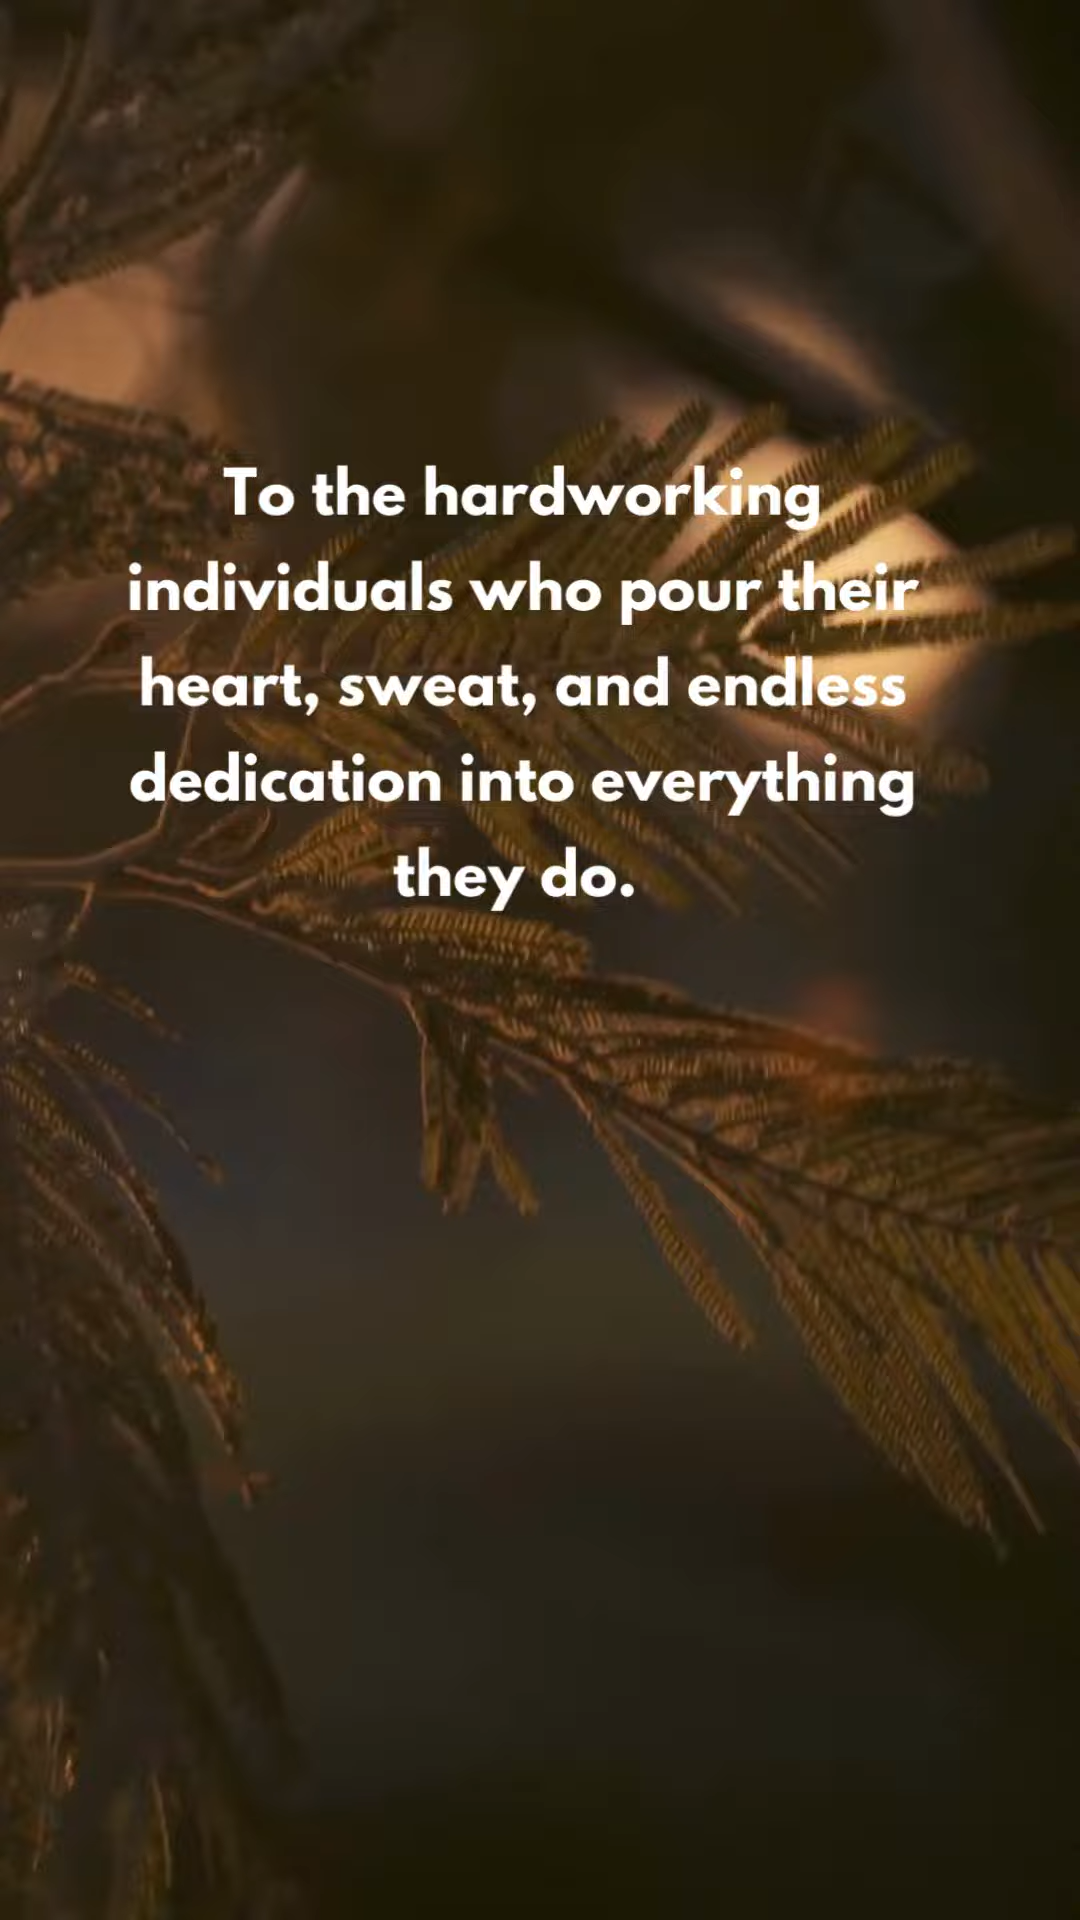 To the hardworking
individuals who pour their
heart, sweat, and endless
dedication into everything
they do.